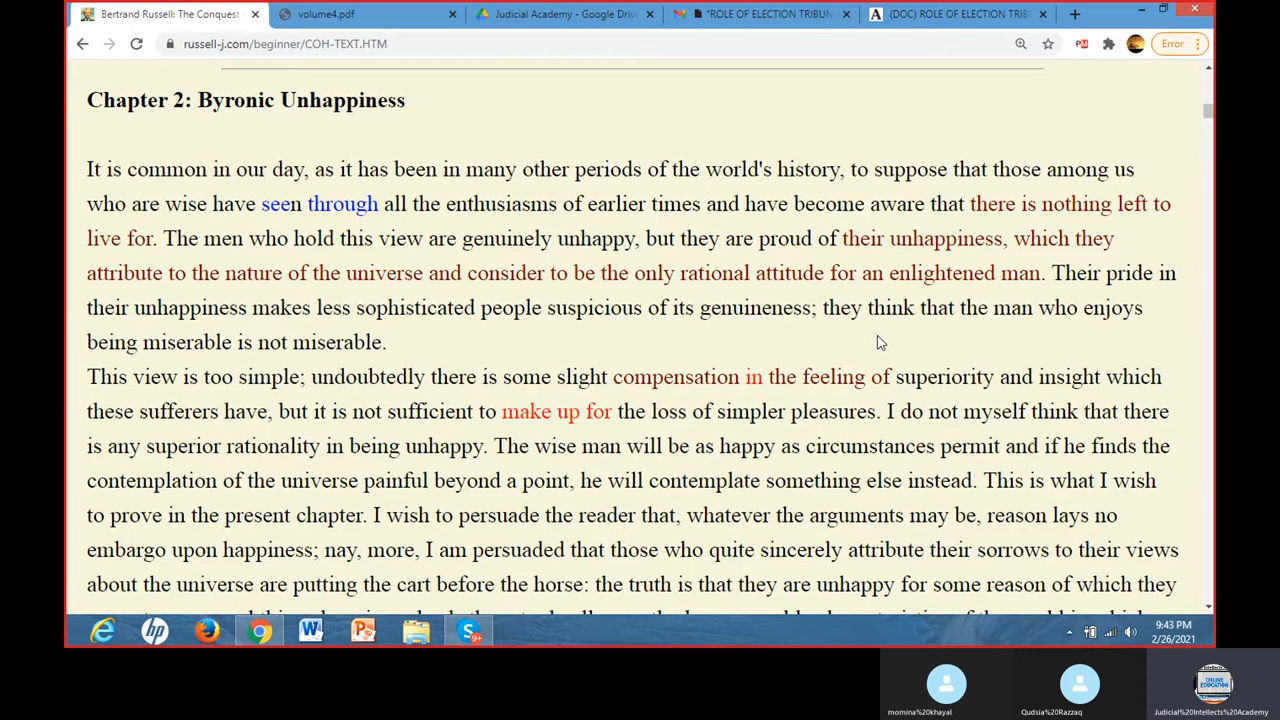 Bertrand Russell: The Conquest
volume4.pdf
Judicial Academy - Google Driv
"ROLE OF ELECTION TRIBUN
(DOC) ROLE OF ELECTION TRIB
russell-j.com/beginner/COH-TEXT.HTM
PM
Error
Chapter 2: Byronic Unhappiness
It is common in our day, as it has been in many other periods of the world's history, to suppose that those among us
who are wise have seen through all the enthusiasms of earlier times and have become aware that there is nothing left to
live for. The men who hold this view are genuinely unhappy, but they are proud of their unhappiness, which they
attribute to the nature of the universe and consider to be the only rational attitude for an enlightened man. Their pride in
their unhappiness makes less sophisticated people suspicious of its genuineness; they think that the man who enjoys
being miserable is not miserable.
This view is too simple; undoubtedly there is some slight compensation in the feeling of superiority and insight which
these sufferers have, but it is not sufficient to make up for the loss of simpler pleasures. I do not myself think that there
is any superior rationality in being unhappy. The wise man will be as happy as circumstances permit and if he finds the
contemplation of the universe painful beyond a point, he will contemplate something else instead. This is what I wish
to prove in the present chapter. I wish to persuade the reader that, whatever the arguments may be, reason lays no
embargo upon happiness; nay, more, I am persuaded that those who quite sincerely attribute their sorrows to their views
about the universe are putting the cart before the horse: the truth is that they are unhappy for some reason of which they
hp
9+
9:43 PM
2/26/2021
ONLINE
EDUCATION
momina%20khayal
Qudsia%20Razzaq
Judicial%20Intellects%20Academy